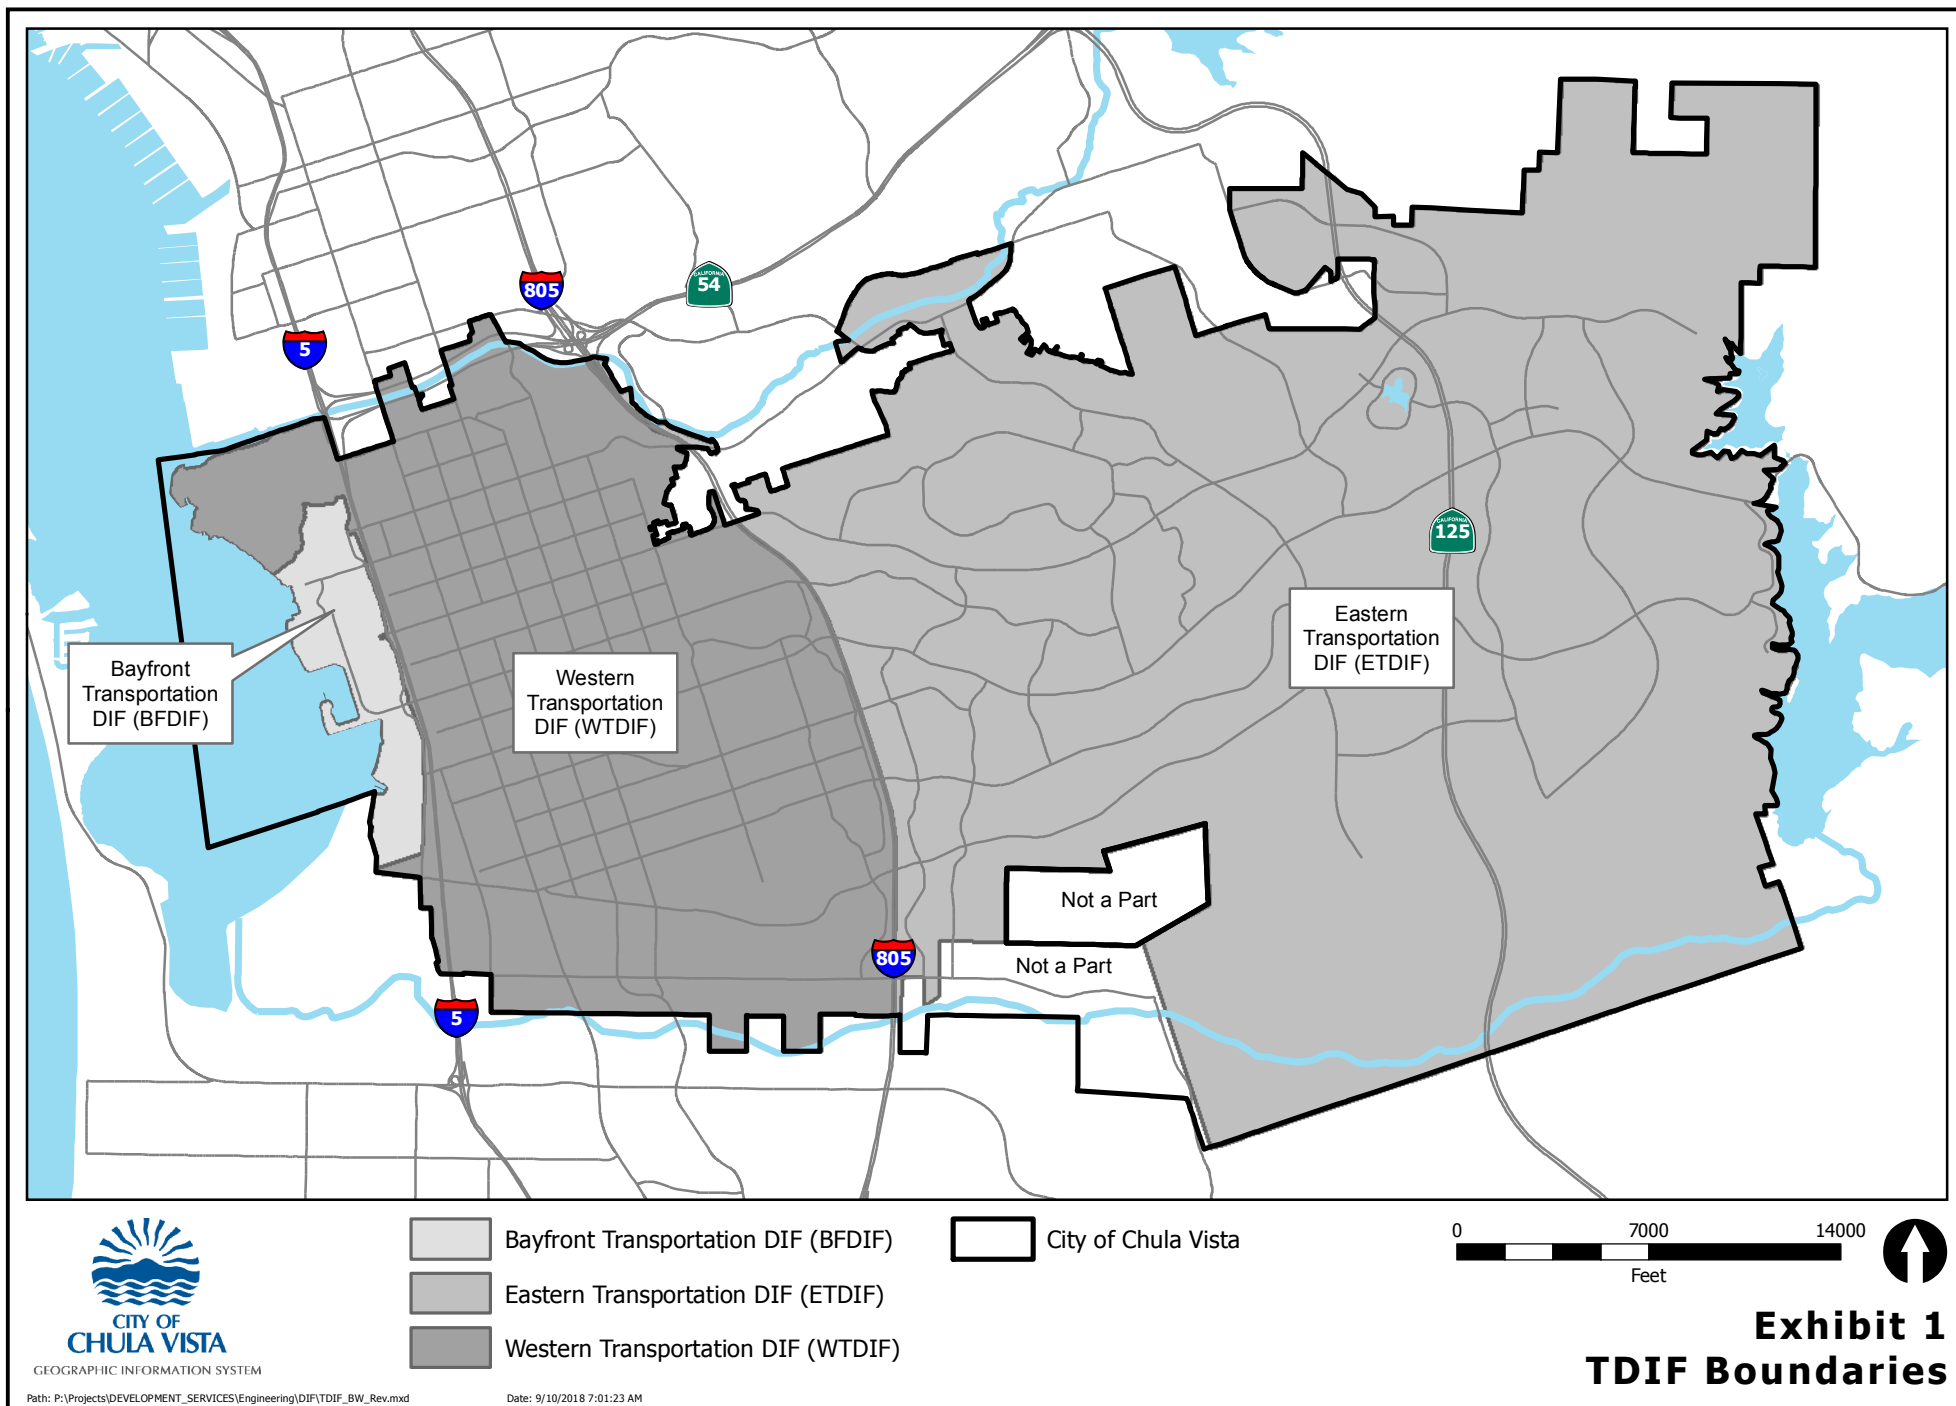 5
805
CALIFORNIA
54
CALIFORNIA
125
Bayfront
Transportation
DIF (BFDIF)
Western
Transportation
DIF (WTDIF)
Eastern
Transportation
DIF (ETDIF)
Not a Part
Not a Part
805
5
CITY OF
CHULA VISTA
GEOGRAPHIC INFORMATION SYSTEM
Bayfront Transportation DIF (BFDIF)
Eastern Transportation DIF (ETDIF)
Western Transportation DIF (WTDIF)
City of Chula Vista
0 7000 14000
Feet
Exhibit 1
TDIF Boundaries
Path: P:\Projects\DEVELOPMENT_SERVICES\Engineering\DIF\TDIF_BW_Rev.mxd
Date: 9/10/2018 7:01:23 AM